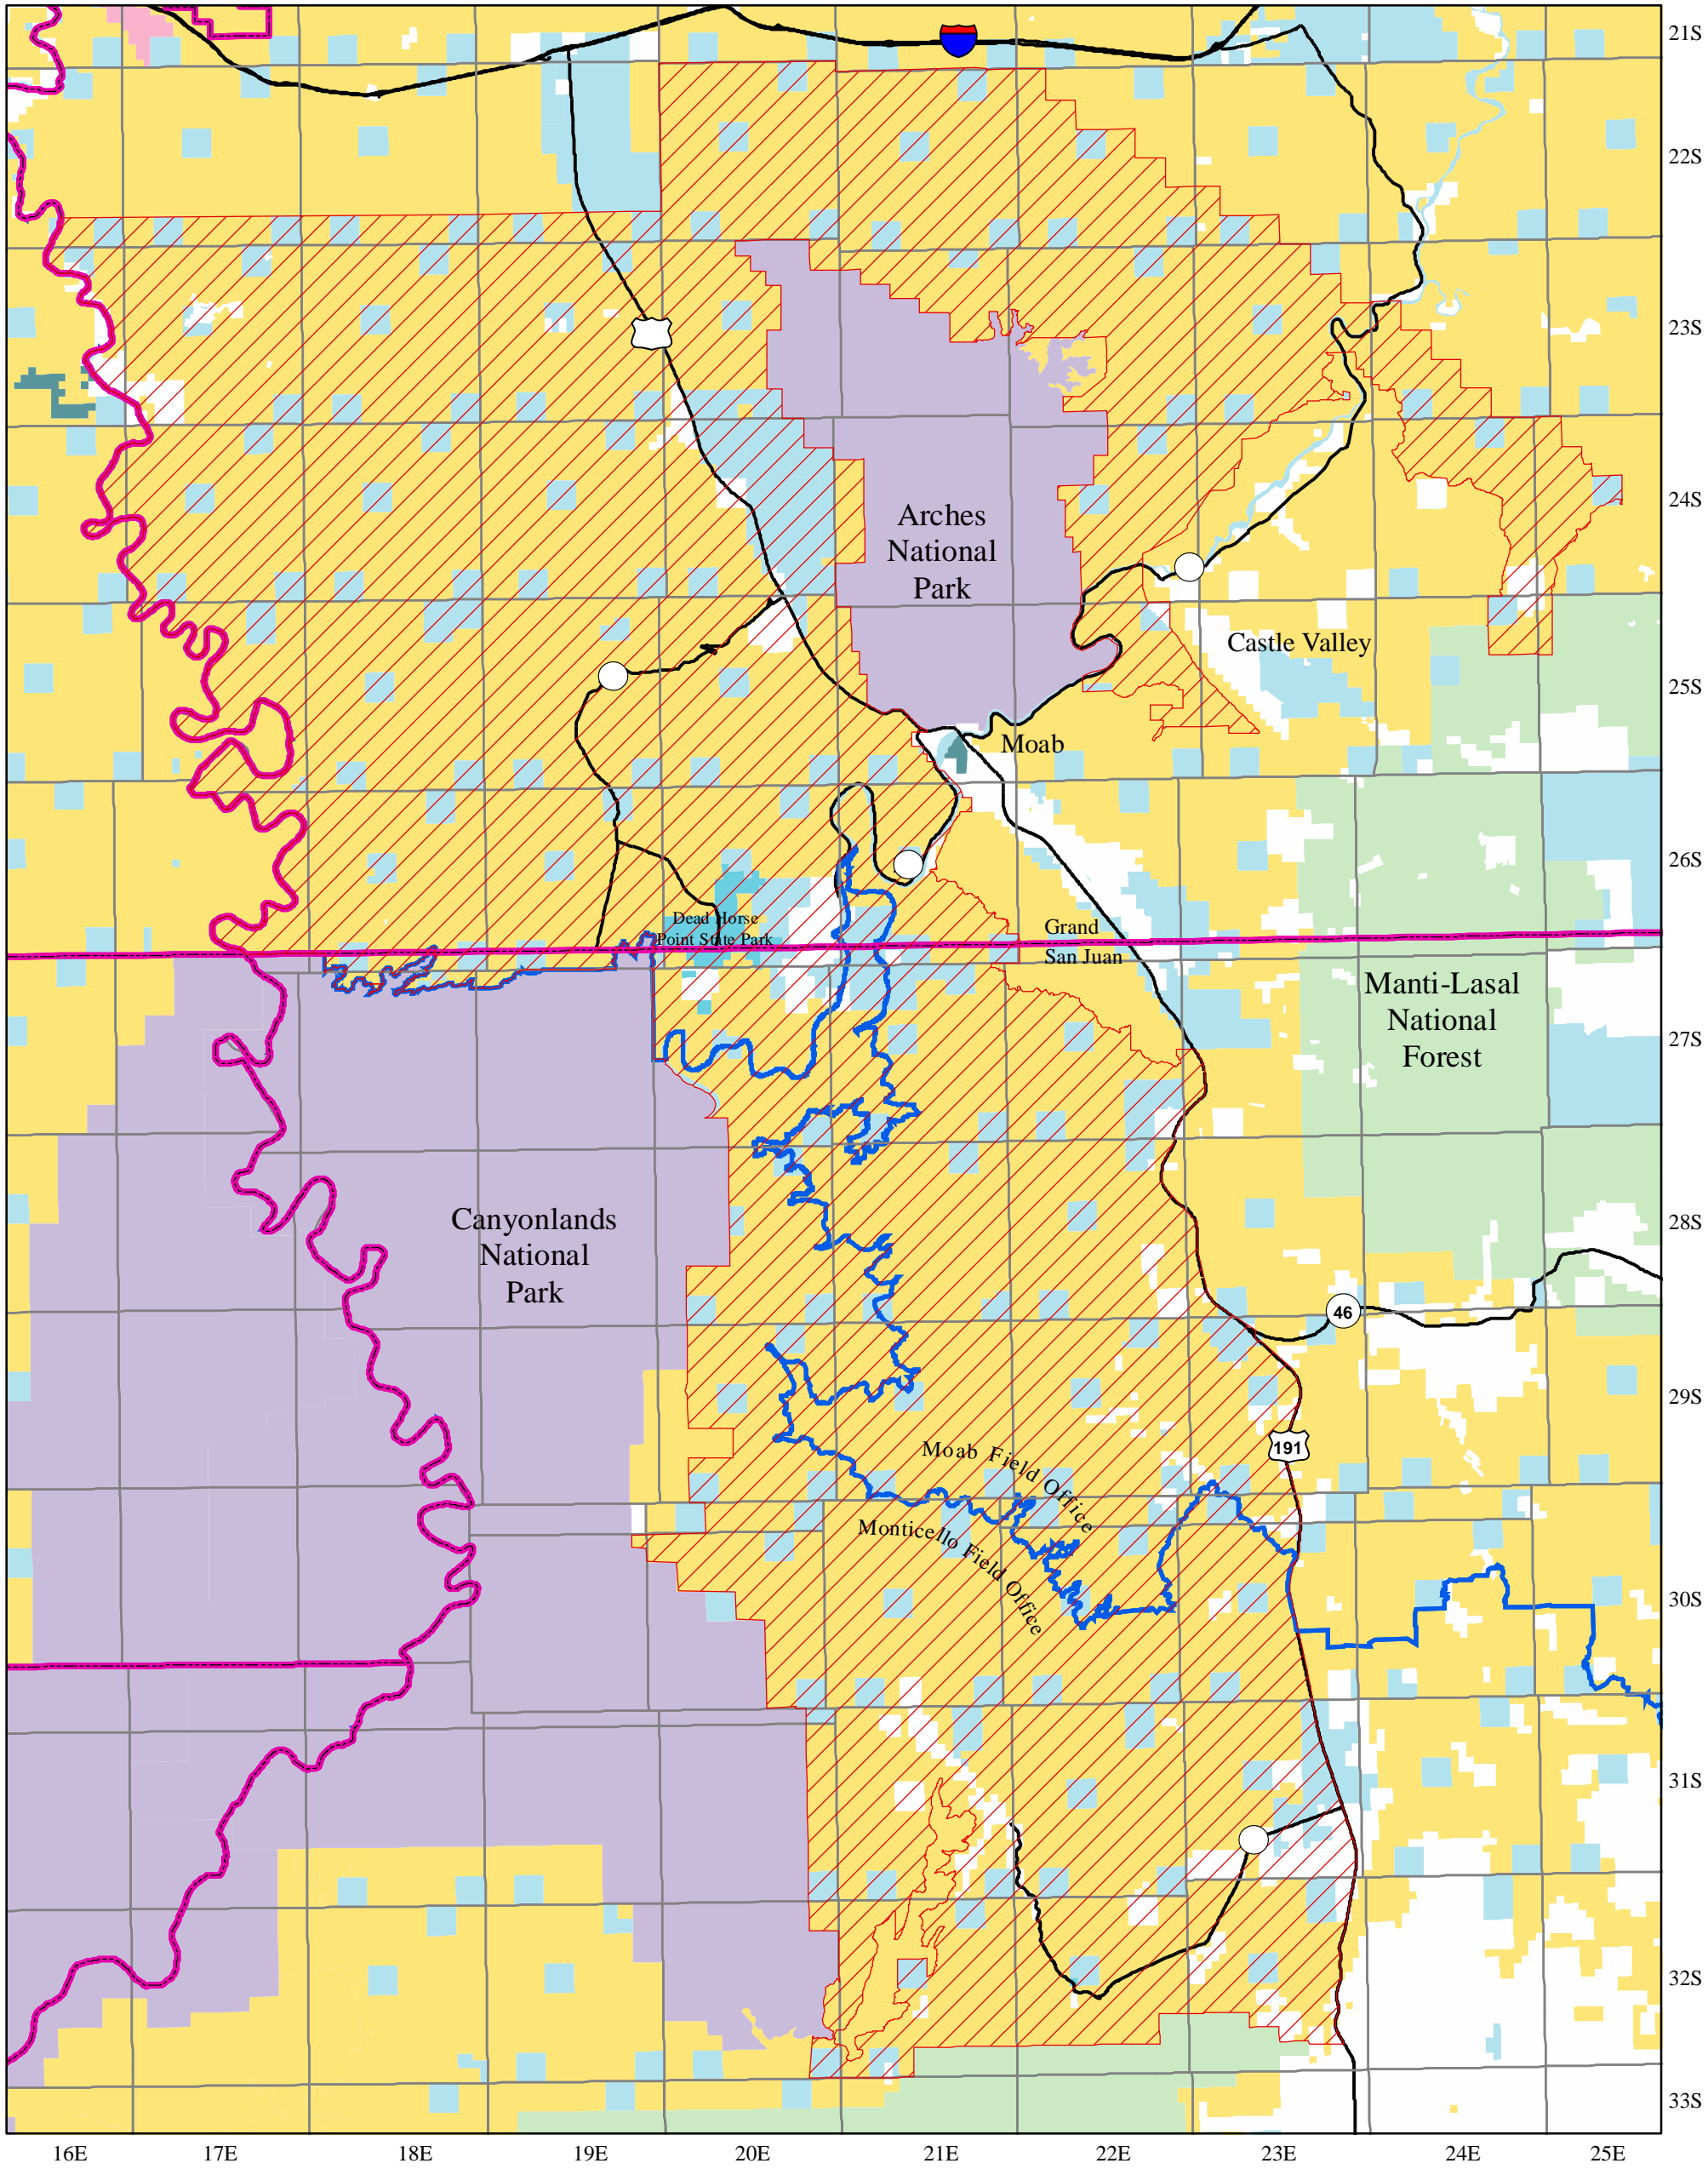 21S
22S
23S
24S
Arches
National
Park
Castle Valley
25S
Moab
26S
Dead Horse
Point State Park
Grand
San Juan
Manti-Lasal
National
Forest
27S
Canyonlands
National
Park
28S
46
29S
191
Moab Field Office
Monticello Field Office
30S
31S
32S
33S
16E 17E 18E 19E 20E 21E 22E 23E 24E 25E